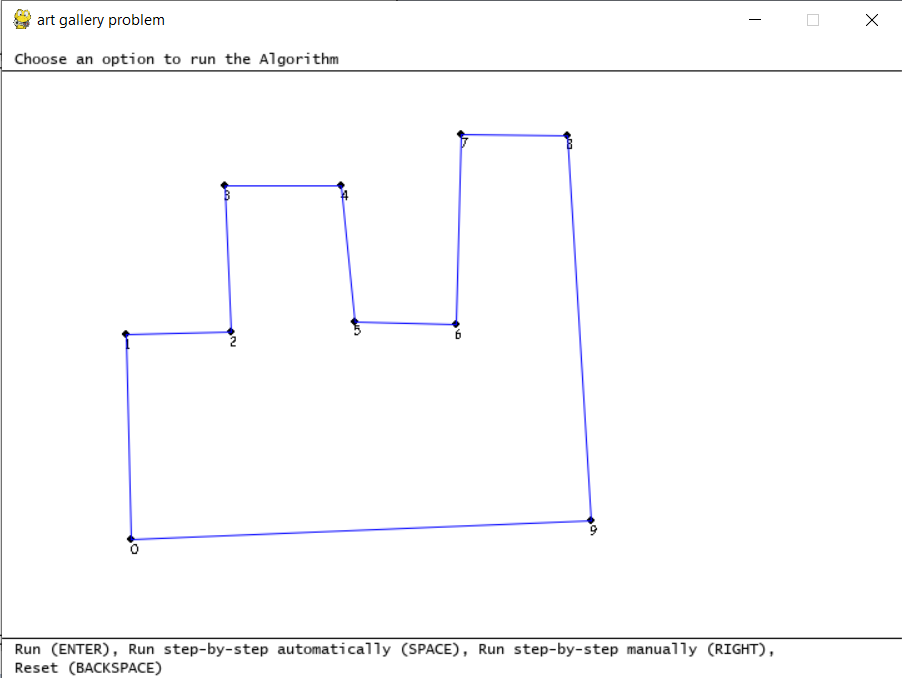 art gallery problem
Choose an option to run the Algorithm
7
8
3
4
5
6
1
2
9
0
Run (ENTER), Run step-by-step automatically (SPACE), Run step-by-step manually (RIGHT),
Reset (BACKSPACE)